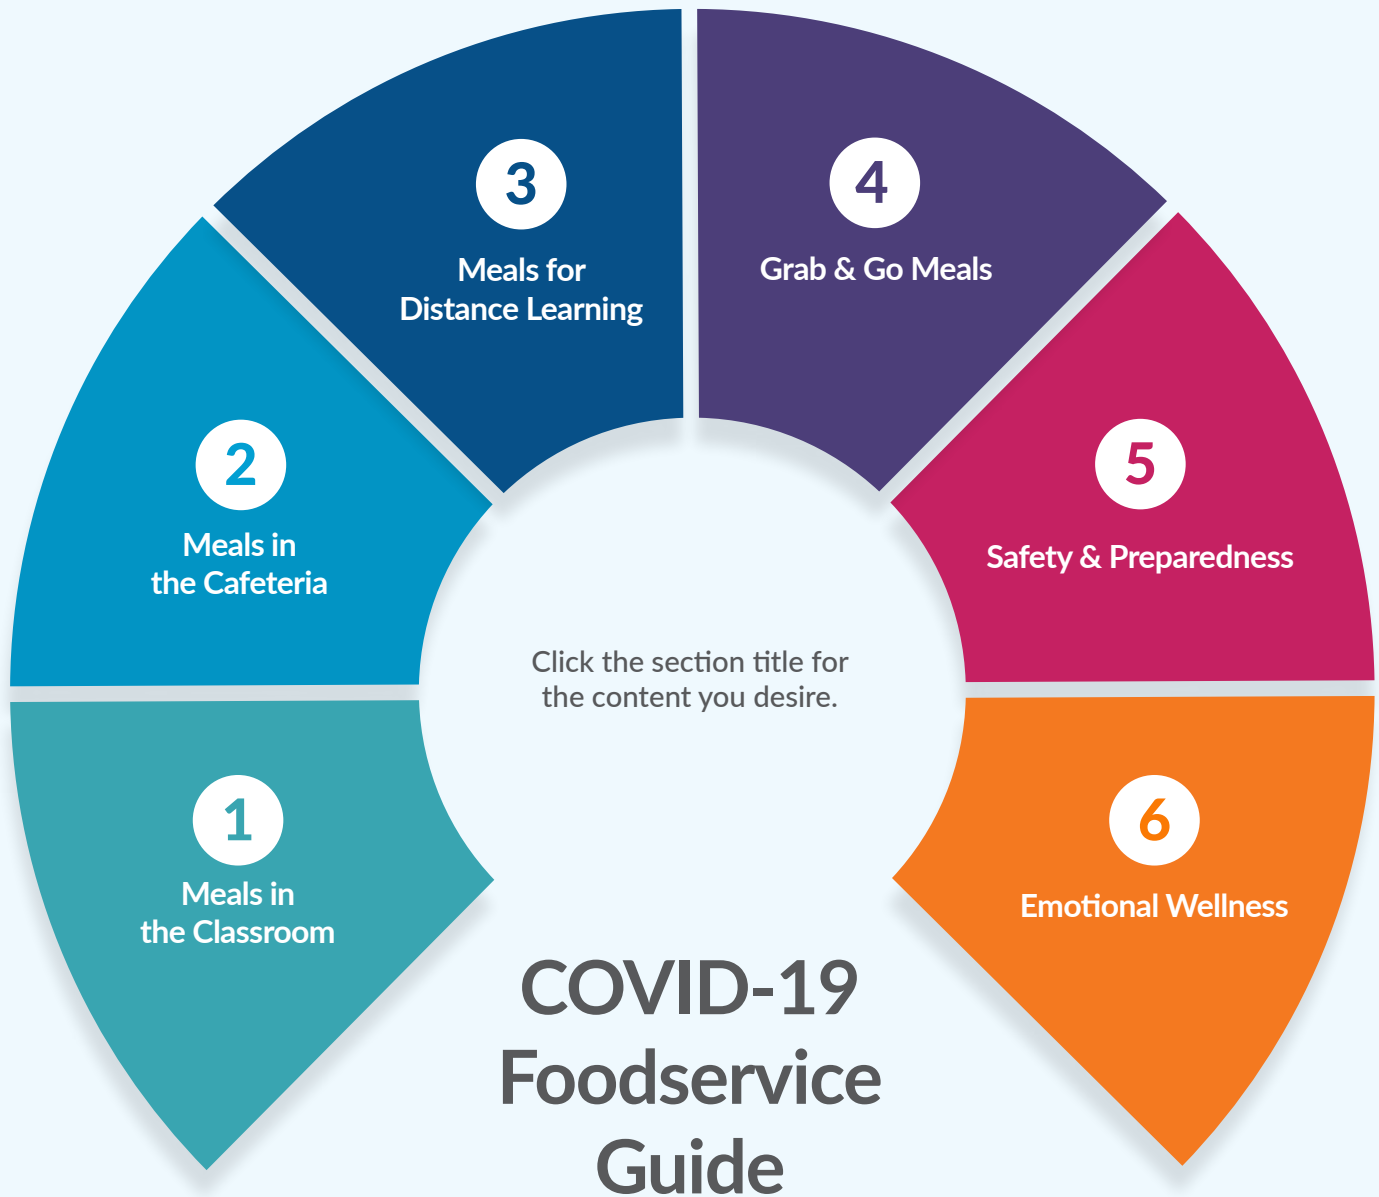 3
Meals for
Distance Learning
4
Grab & Go Meals
2
Meals in
the Cafeteria
5
Safety & Preparedness
Click the section title for
the content you desire.
1
Meals in
the Classroom
6
Emotional Wellness
COVID-19
Foodservice
Guide